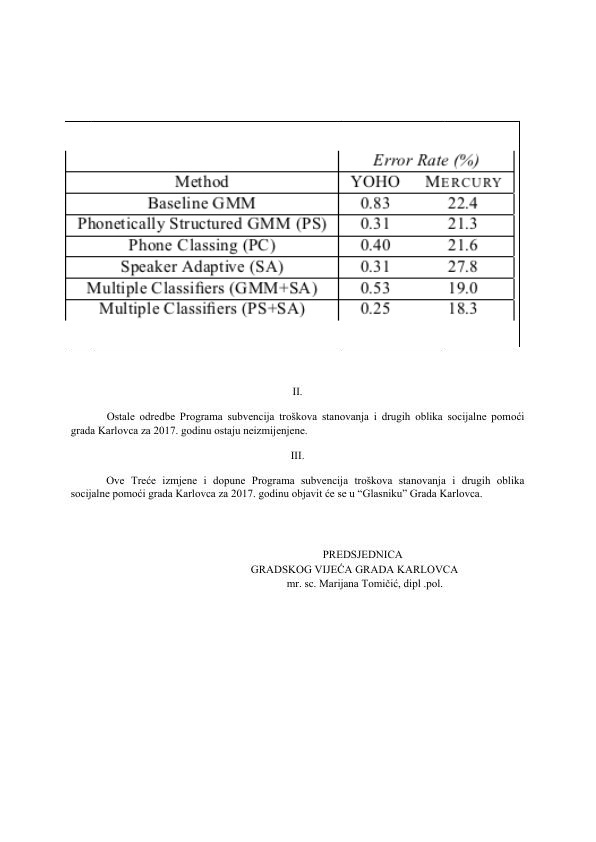 Error Rate (%)
Method YOHO MERCURY
Baseline GMM 0.83 22.4
Phonetically Structured GMM (PS) 0.31 21.3
Phone Classing (PC) 0.40 21.6
Speaker Adaptive (SA) 0.31 27.8
Multiple Classifiers (GMM+SA) 0.53 19.0
Multiple Classifiers (PS+SA) 0.25 18.3
II.
Ostale odredbe Programa subvencija troškova stanovanja i drugih oblika socijalne pomoći
grada Karlovca za 2017. godinu ostaju neizmijenjene.
III.
Ove Treće izmjene i dopune Programa subvencija troškova stanovanja i drugih oblika
socijalne pomoći grada Karlovca za 2017. godinu objavit će se u “Glasniku” Grada Karlovca.
PREDSJEDNICA
GRADSKOG VIJEĆA GRADA KARLOVCA
mr. sc. Marijana Tomičić, dipl .pol.